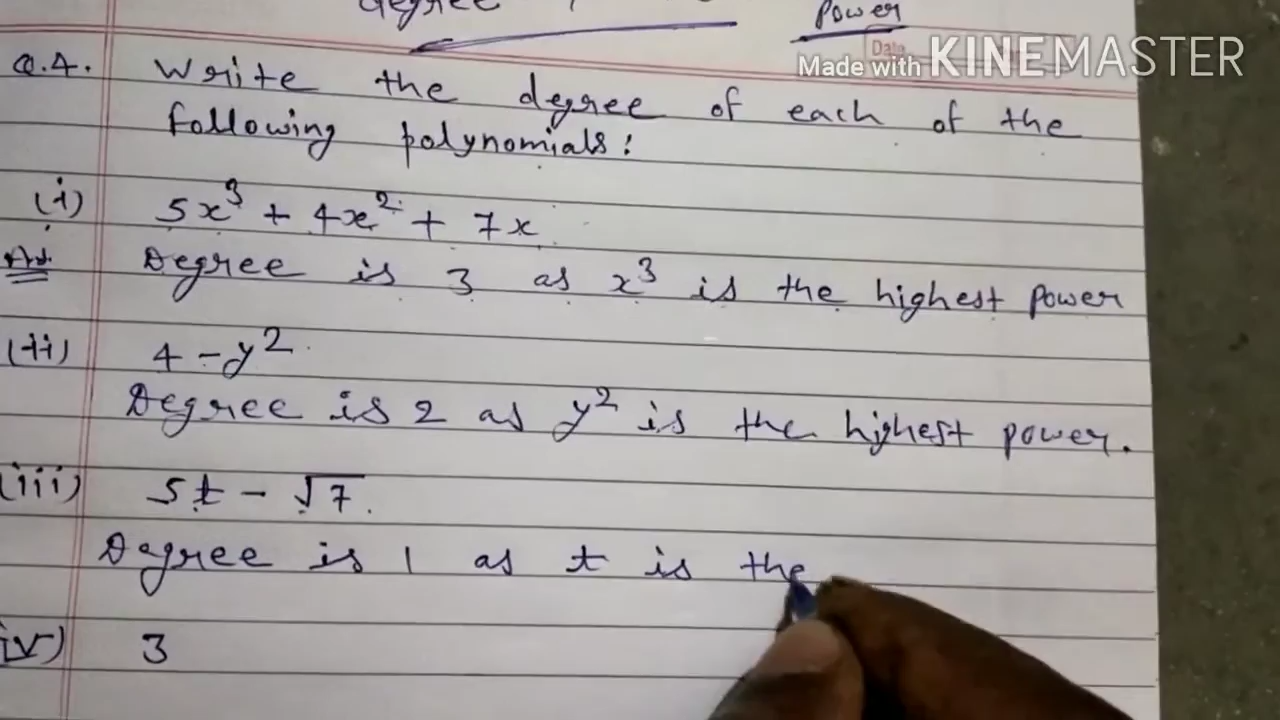 degree
Power
Date
Made with KINEMASTER
Q.4. Write the degree of each of the
following polynomials:
(i) 5x³ + 4x² + 7x
Ans. Degree is 3 as x³ is the highest power
(ii) 4 - y²
Degree is 2 as y² is the highest power.
(iii) 5t - √7.
Degree is 1 as t is the
iv) 3